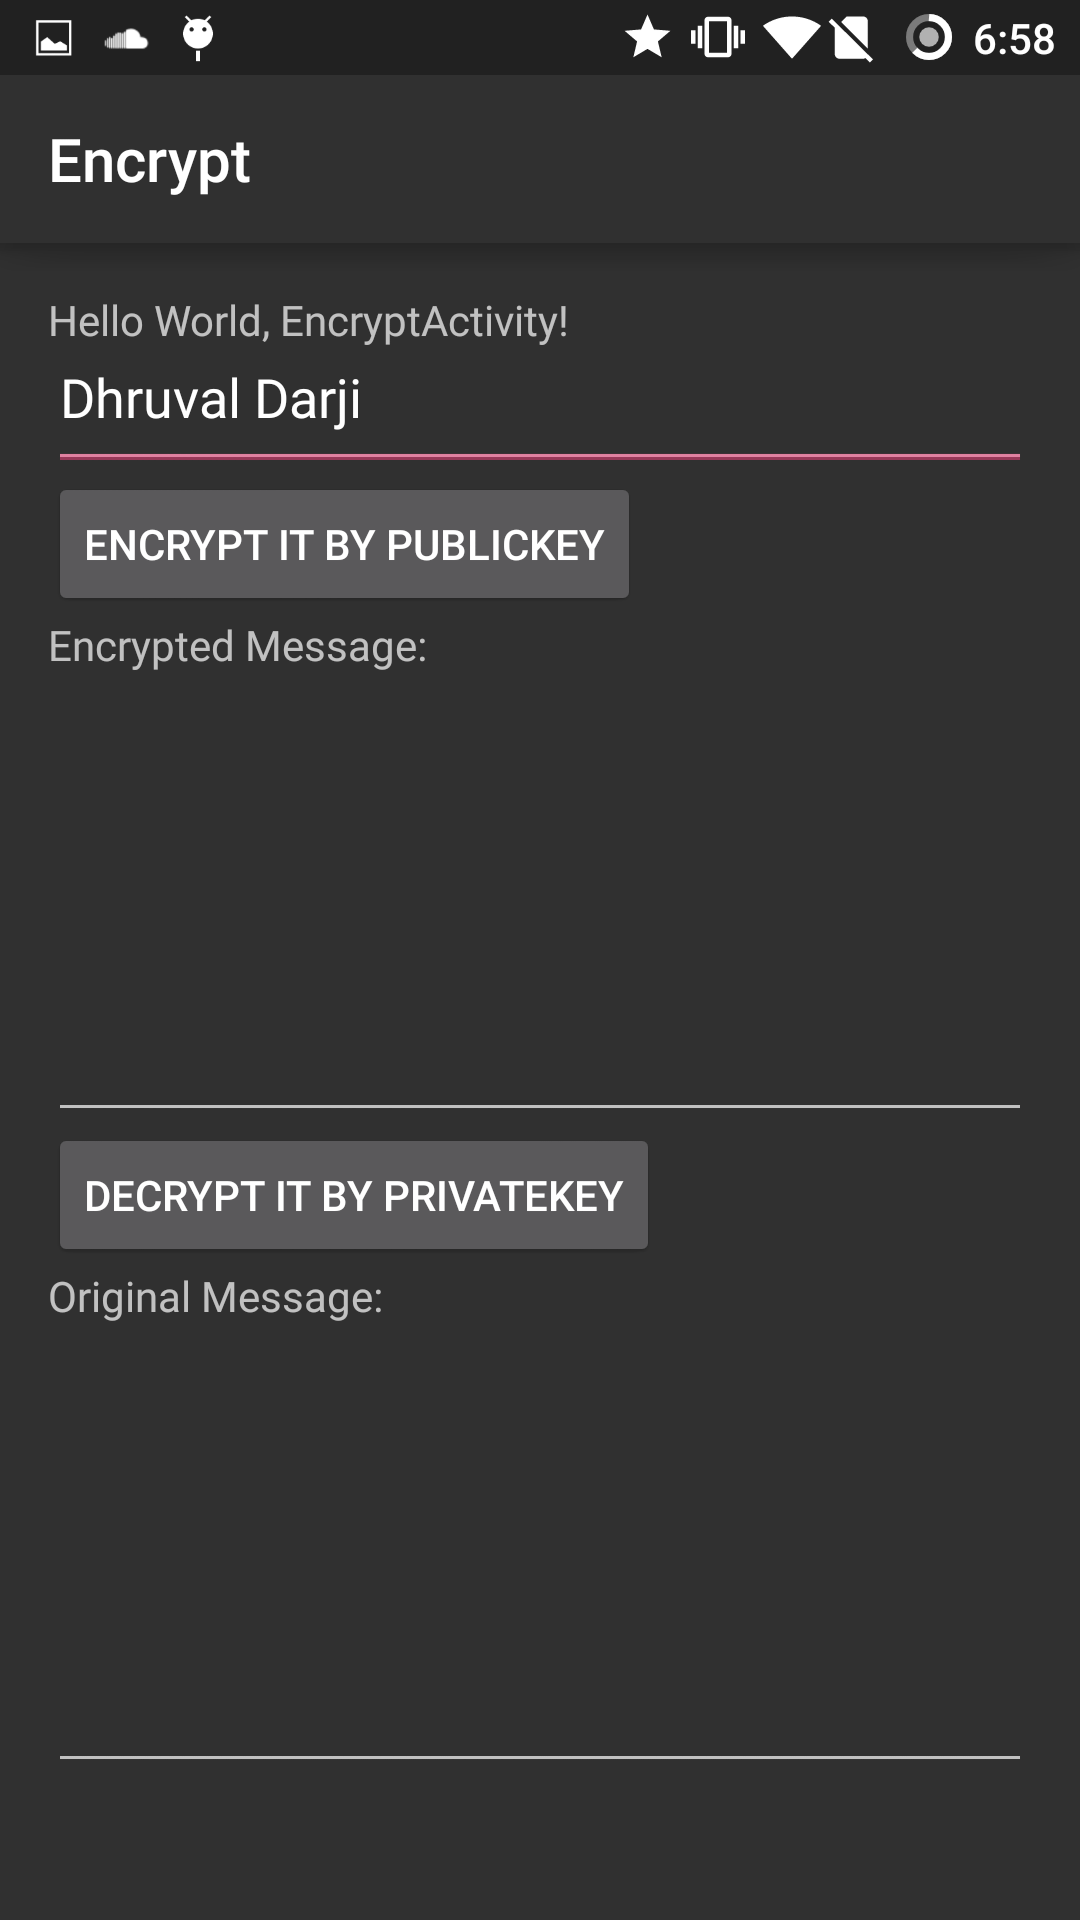 6:58
Encrypt
Hello World, EncryptActivity!
Dhruval Darji
ENCRYPT IT BY PUBLICKEY
Encrypted Message:
DECRYPT IT BY PRIVATEKEY
Original Message: